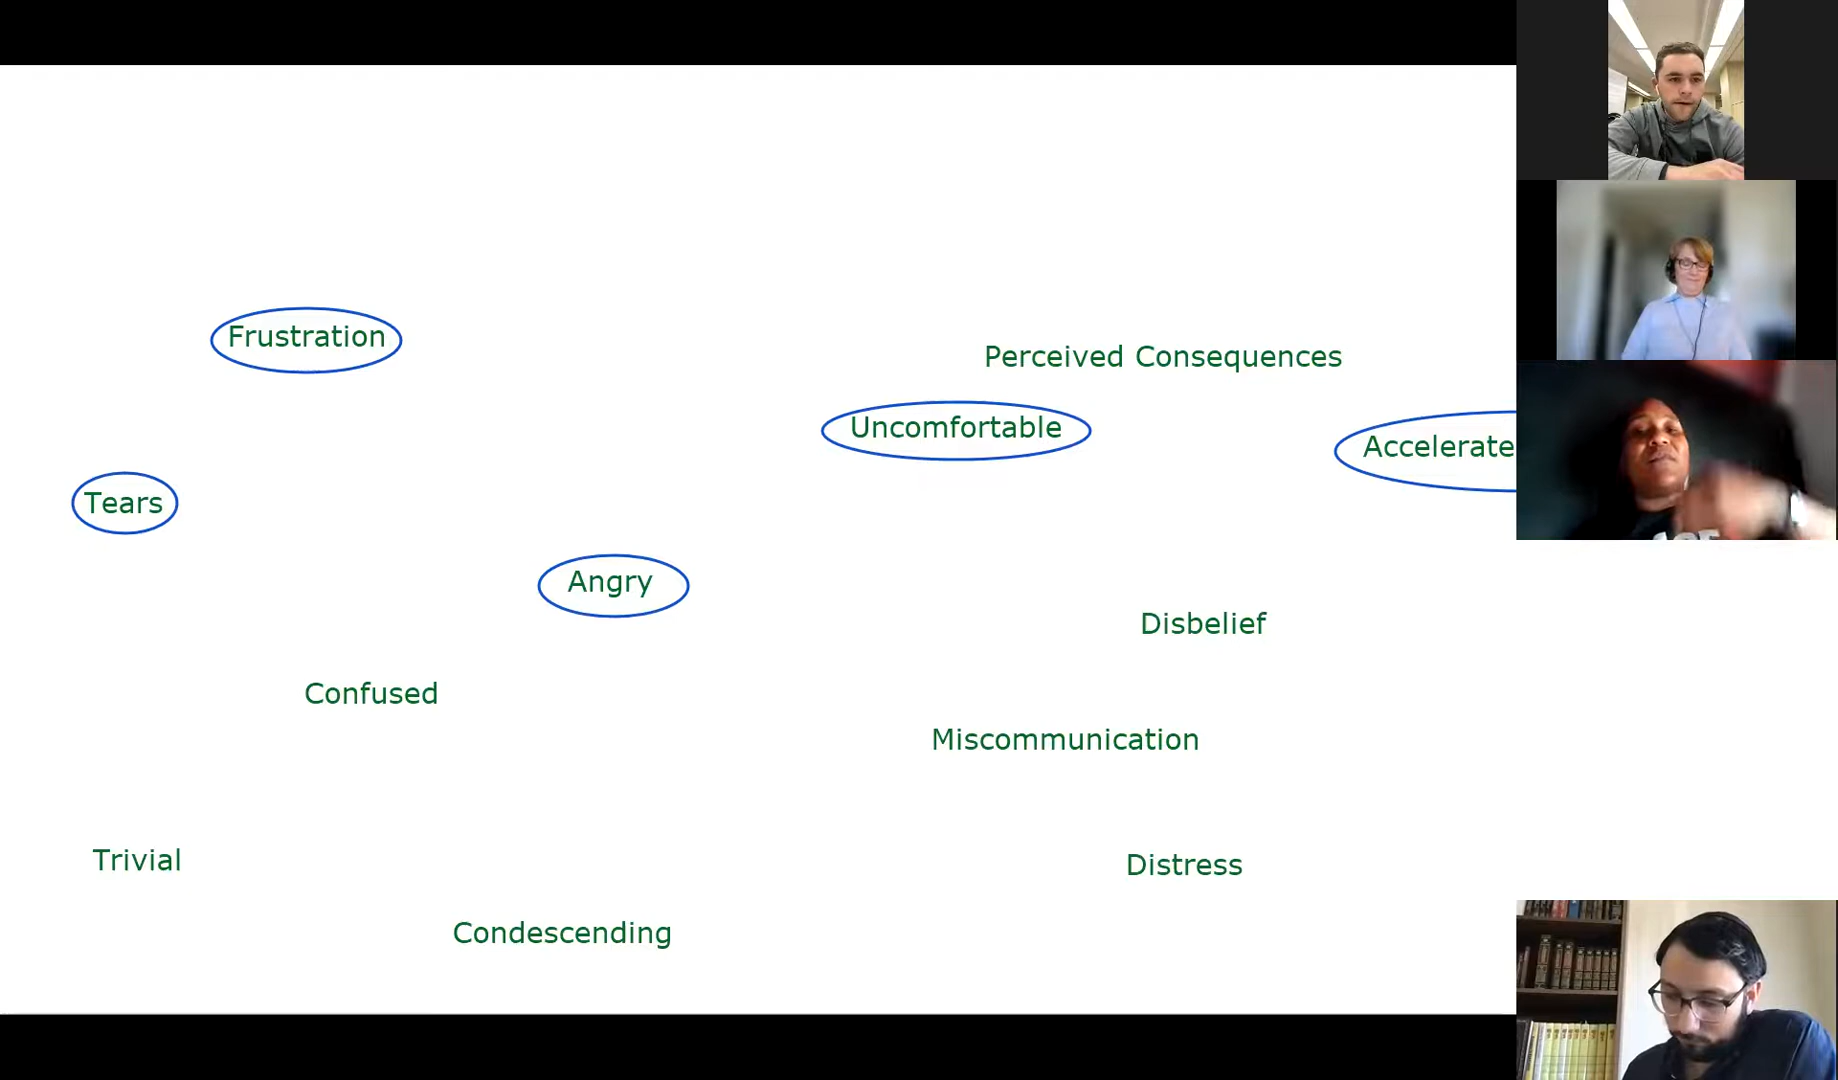 Frustration
Perceived Consequences
Uncomfortable
Accelerate
Tears
Angry
Disbelief
Confused
Miscommunication
Trivial
Distress
Condescending